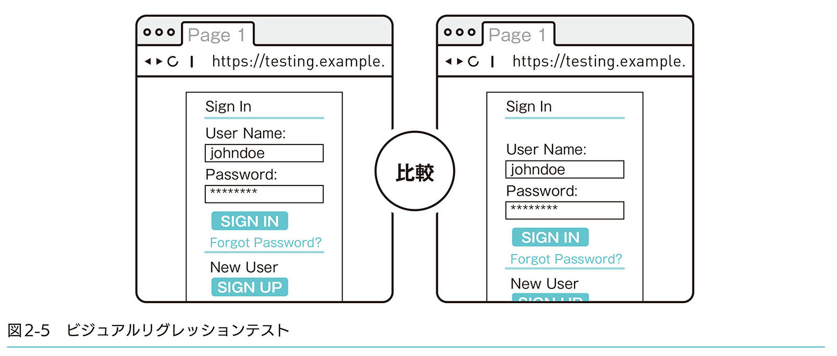 Page 1
https://testing.example.
Sign In
User Name:
johndoe
Password:
********
SIGN IN
Forgot Password?
New User
SIGN UP
比較
Page 1
https://testing.example.
Sign In
User Name:
johndoe
Password:
********
SIGN IN
Forgot Password?
New User
SIGN UP
図2-5 ビジュアルリグレッションテスト